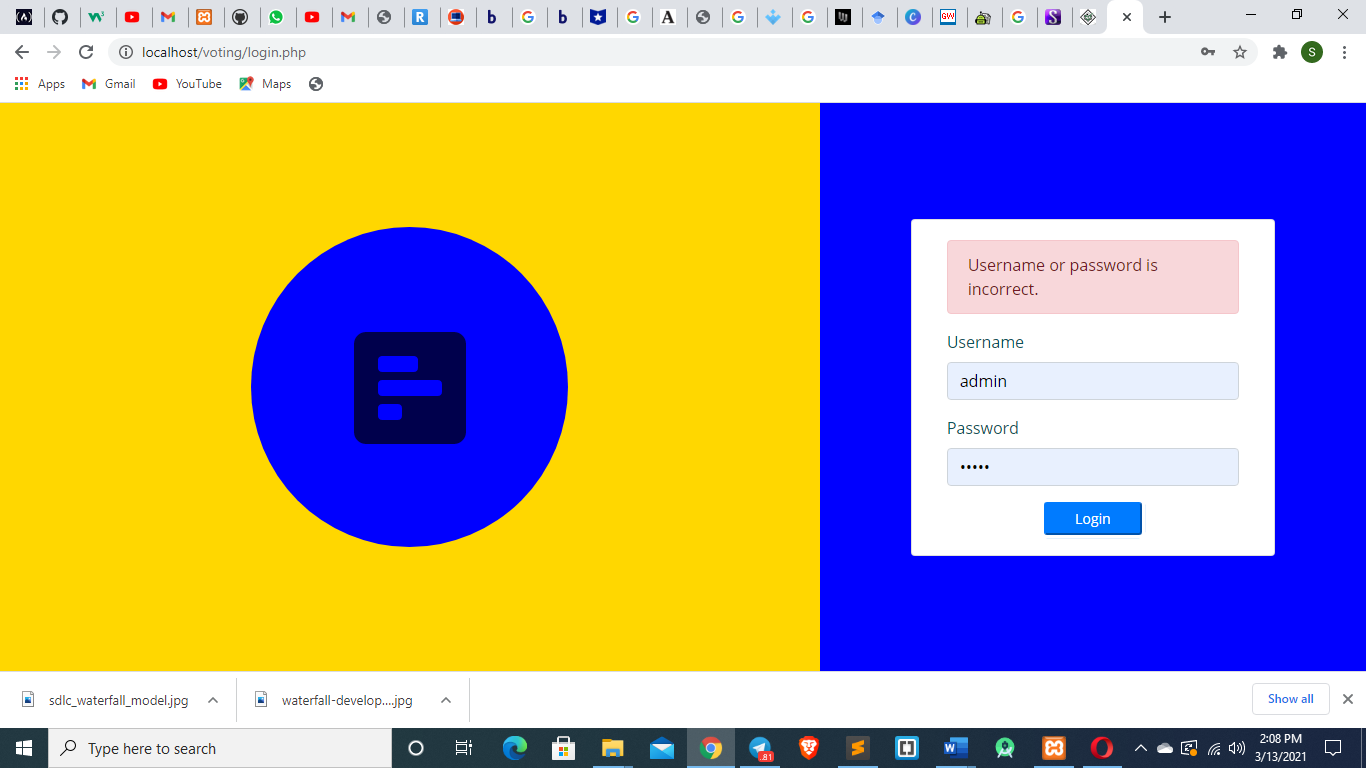 localhost/voting/login.php
S
Apps
Gmail
YouTube
Maps
Username or password is
incorrect.
Username
admin
Password
Login
sdlc_waterfall_model.jpg
waterfall-develop....jpg
Show all
Type here to search
.81
2:08 PM
3/13/2021